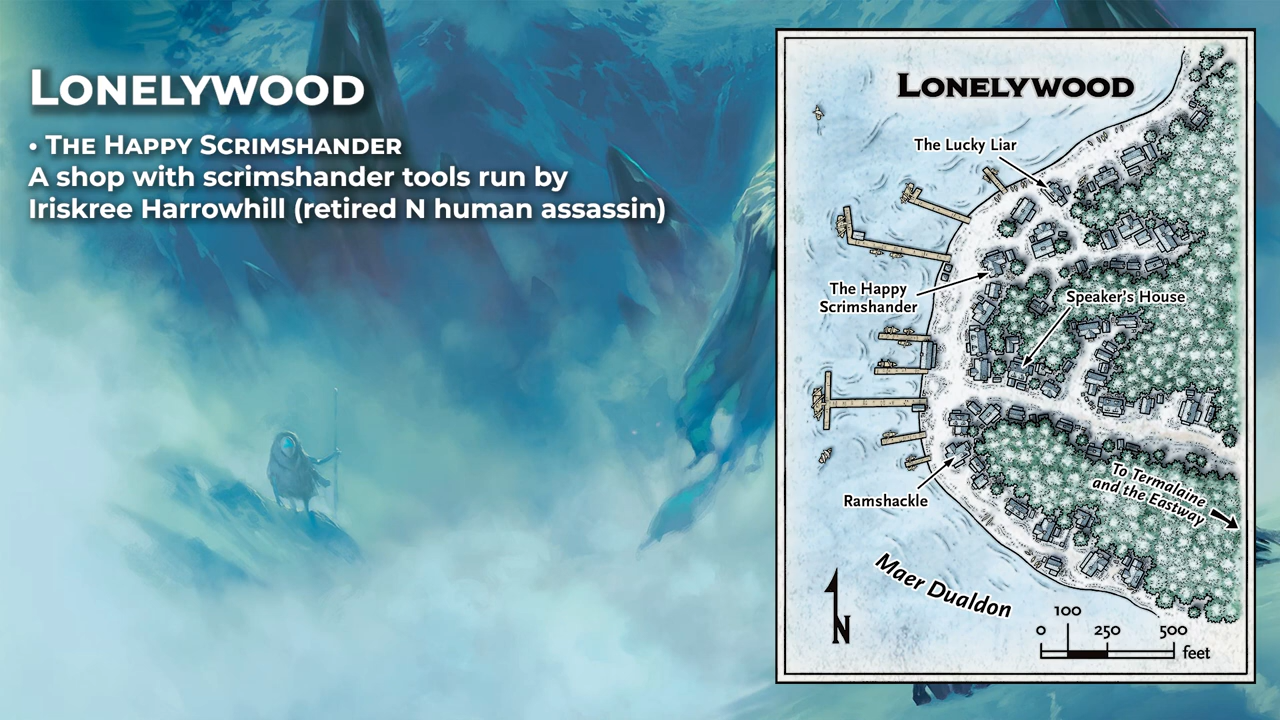 Lonelywood
• The Happy Scrimshander
A shop with scrimshander tools run by
Iriskree Harrowhill (retired N human assassin)
Lonelywood
The Lucky Liar
The Happy
Scrimshander
Speaker's House
Ramshackle
To Termalaine
and the Eastway
Maer Dualdon
N
100
0 250 500
feet